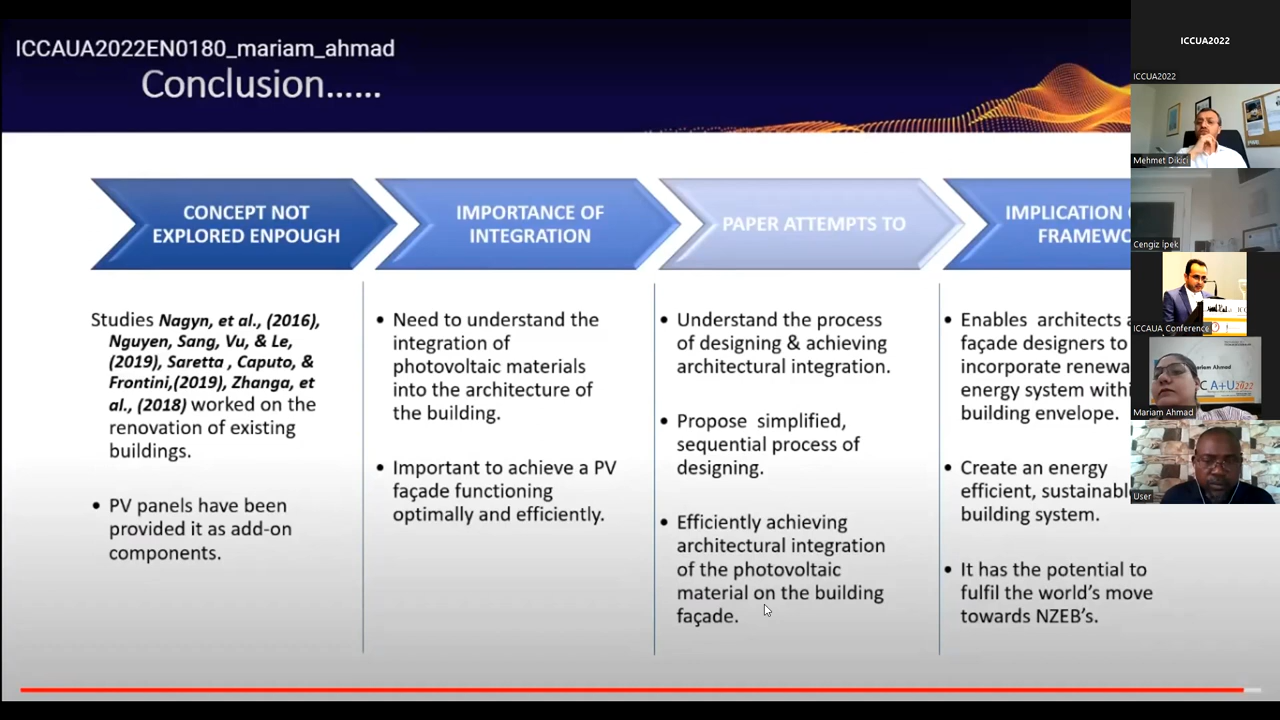 ICCAUA2022EN0180_mariam_ahmad
Conclusion......
CONCEPT NOT
EXPLORED ENPOUGH
IMPORTANCE OF
INTEGRATION
PAPER ATTEMPTS TO
IMPLICATION
FRAMEWO
Studies Nagyn, et al., (2016),
Nguyen, Sang, Vu, & Le,
(2019), Saretta , Caputo, &
Frontini,(2019), Zhanga, et
al., (2018) worked on the
renovation of existing
buildings.
• PV panels have been
provided it as add-on
components.
• Need to understand the
integration of
photovoltaic materials
into the architecture of
the building.
• Important to achieve a PV
façade functioning
optimally and efficiently.
• Understand the process
of designing & achieving
architectural integration.
• Propose simplified,
sequential process of
designing.
• Efficiently achieving
architectural integration
of the photovoltaic
material on the building
façade.
• Enables architects
façade designers to
incorporate renewa
energy system with
building envelope.
• Create an energy
efficient, sustainabl
building system.
• It has the potential to
fulfil the world's move
towards NZEB's.
ICCUA2022
ICCUA2022
Mehmet Dikici
Cengiz İpek
ICCAUA Conference
Mariam Ahmad
C A+U2022
Mariam Ahmad
User